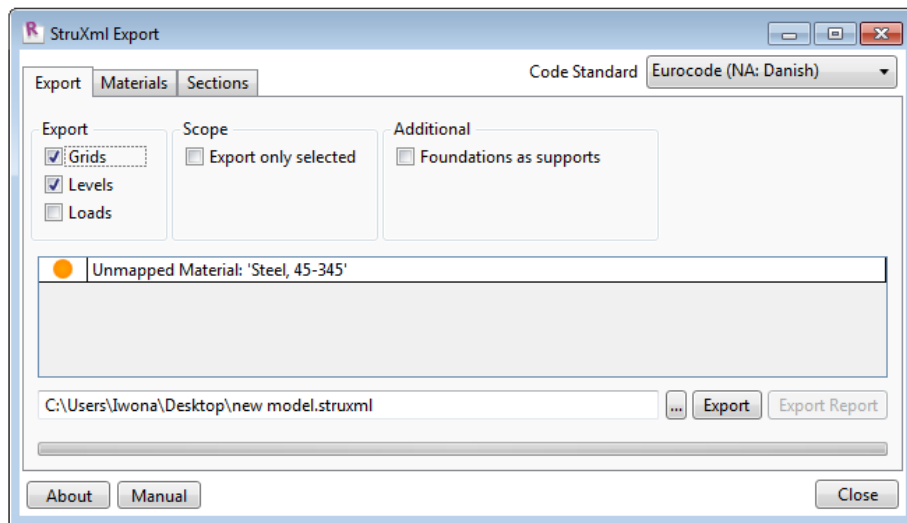 R StruXml Export
Code Standard Eurocode (NA: Danish)
Export Materials Sections
Export Scope Additional
Grids Export only selected Foundations as supports
Levels
Loads
Unmapped Material: 'Steel, 45-345'
C:\Users\Iwona\Desktop\new model.struxml ... Export Export Report
About Manual Close